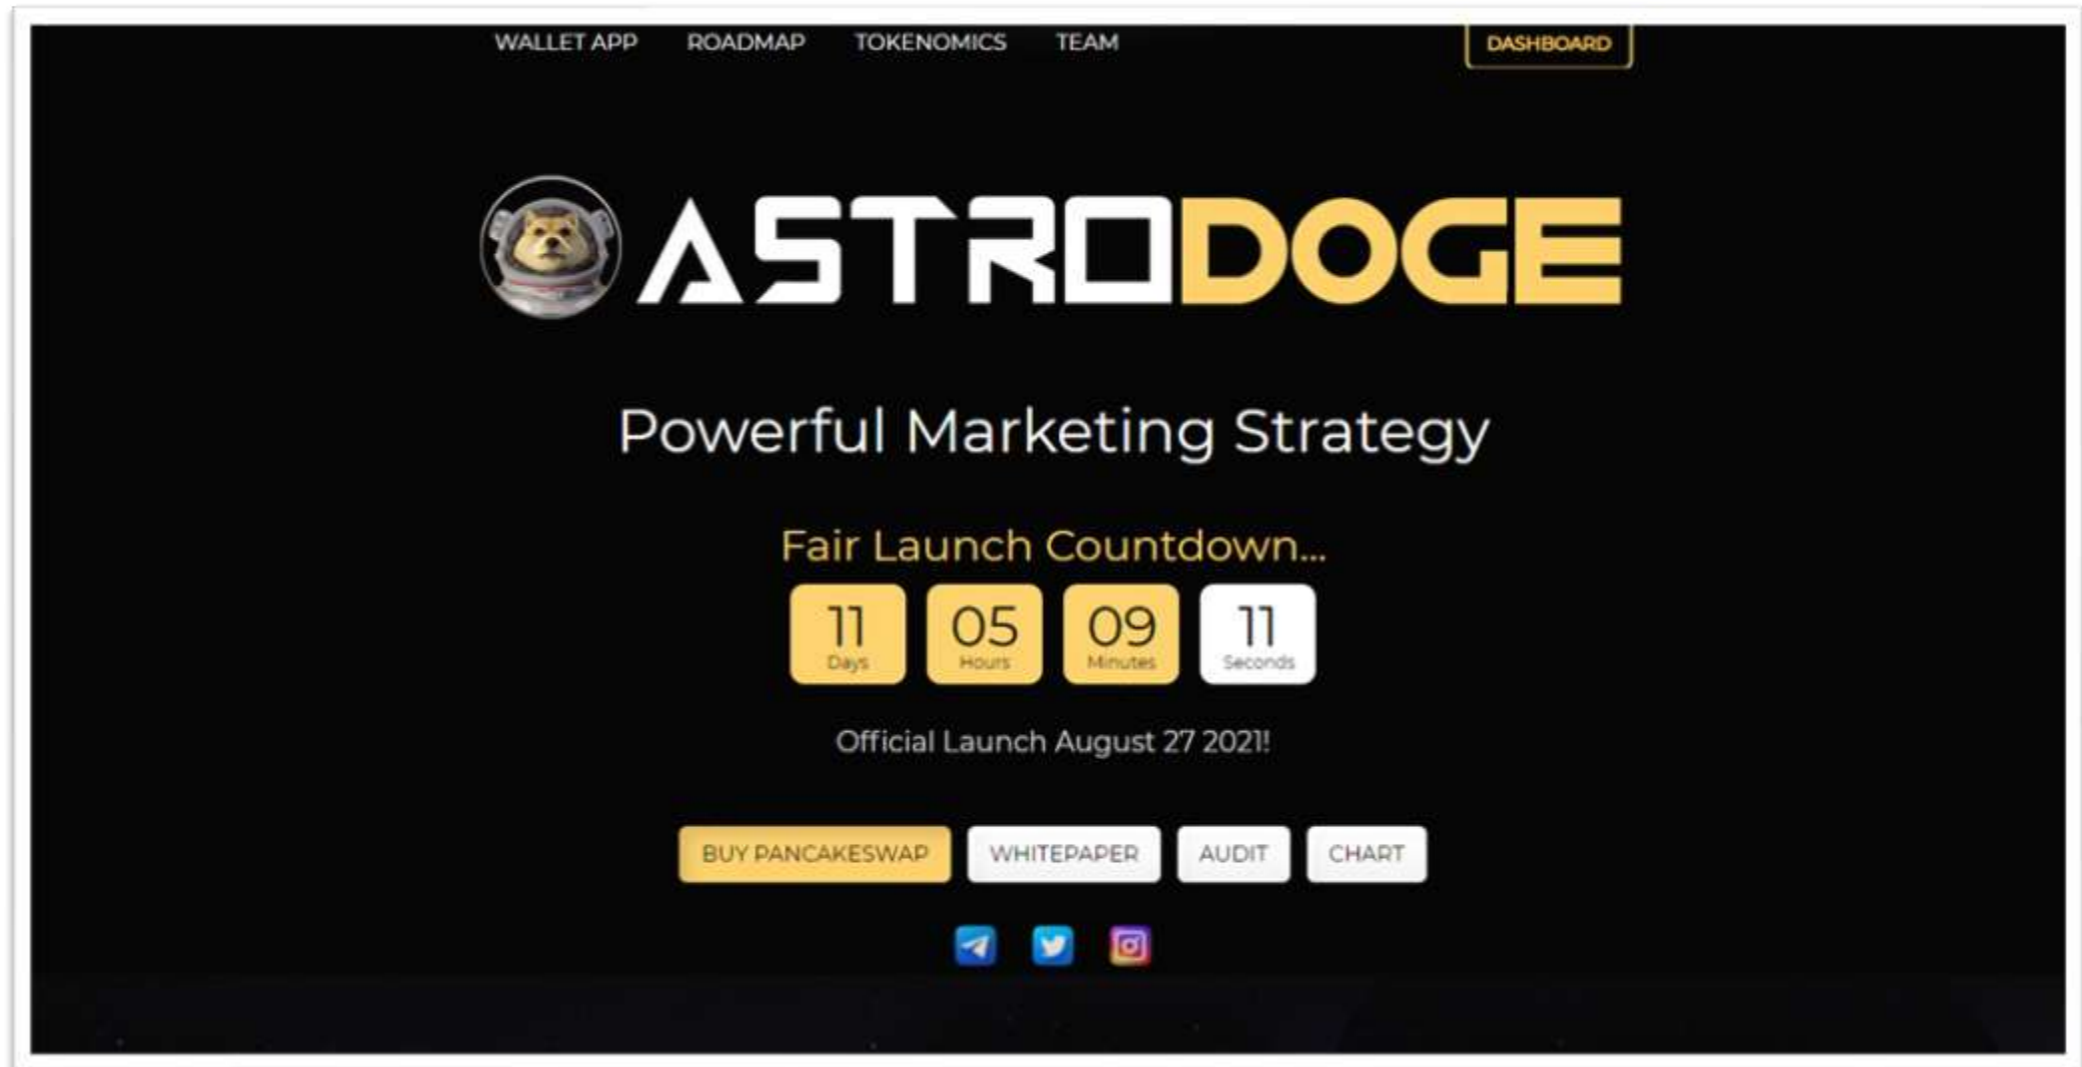 WALLET APP ROADMAP TOKENOMICS TEAM DASHBOARD
ASTRODOGE
Powerful Marketing Strategy
Fair Launch Countdown...
11 05 09 11
Days Hours Minutes Seconds
Official Launch August 27 2021!
BUY PANCAKESWAP WHITEPAPER AUDIT CHART